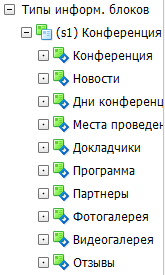 Типы информ. блоков
(s1) Конференция
Конференция
Новости
Дни конференц
Места проведен
Докладчики
Программа
Партнеры
Фотогалерея
Видеогалерея
Отзывы